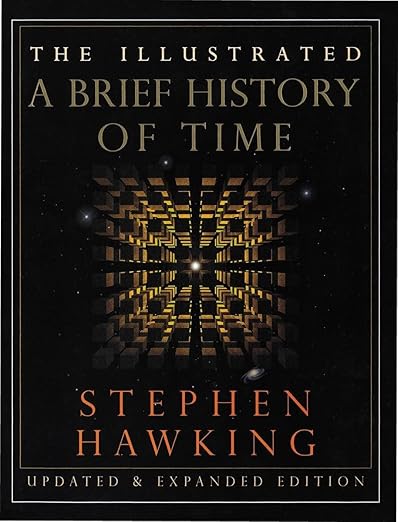 THE ILLUSTRATED
A BRIEF HISTORY
OF TIME
STEPHEN
HAWKING
UPDATED & EXPANDED EDITION